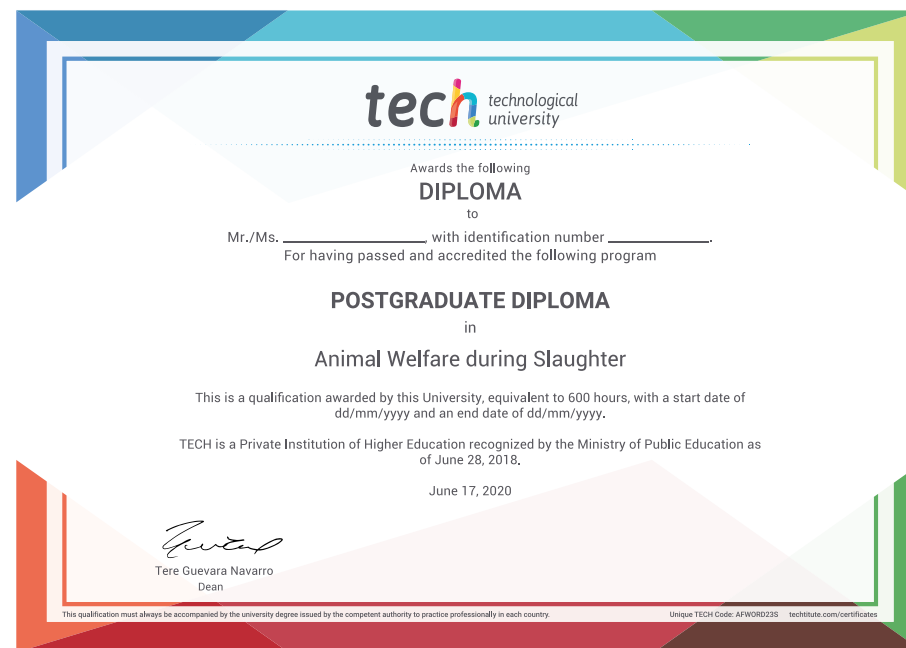 tech technological
university
Awards the following
DIPLOMA
to
Mr./Ms. ____________________, with identification number ______________.
For having passed and accredited the following program
POSTGRADUATE DIPLOMA
in
Animal Welfare during Slaughter
This is a qualification awarded by this University, equivalent to 600 hours, with a start date of
dd/mm/yyyy and an end date of dd/mm/yyyy.
TECH is a Private Institution of Higher Education recognized by the Ministry of Public Education as
of June 28, 2018.
June 17, 2020
Tere Guevara Navarro
Dean
This qualification must always be accompanied by the university degree issued by the competent authority to practice professionally in each country. Unique TECH Code: AFWORD23S techtitute.com/certificates